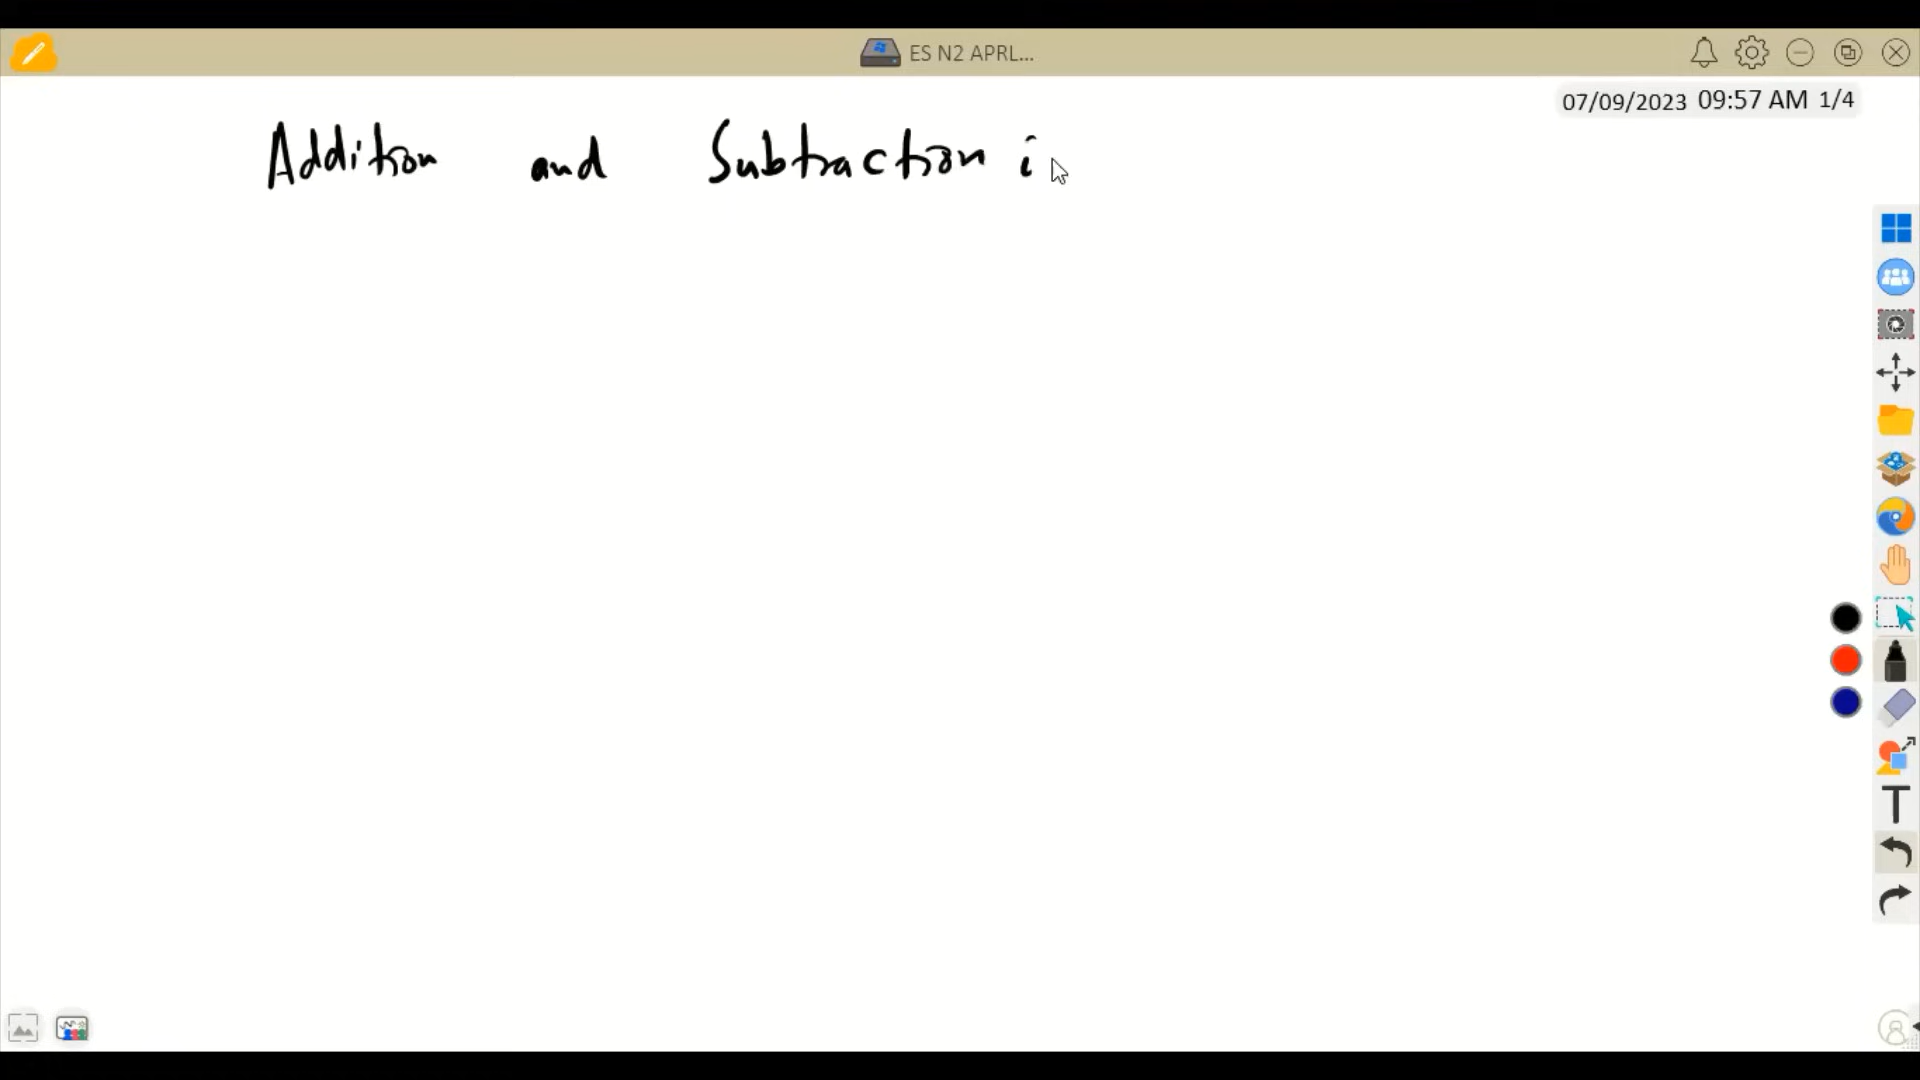 ES N2 APRL...
07/09/2023 09:57 AM 1/4
Addition and Subtraction i
T